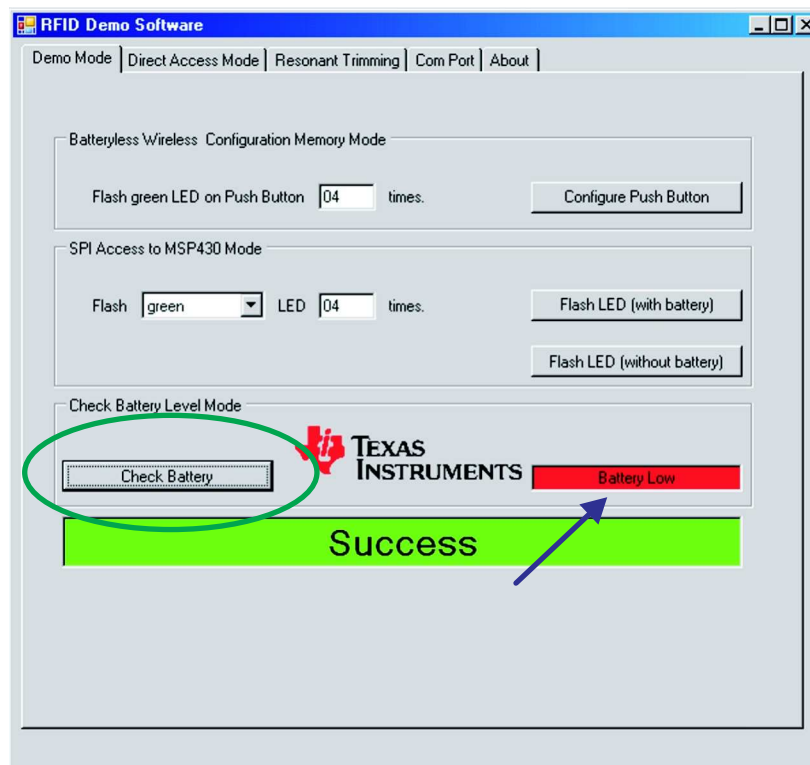 RFID Demo Software
Demo Mode Direct Access Mode Resonant Trimming Com Port About
Batteryless Wireless Configuration Memory Mode
Flash green LED on Push Button 04 times. Configure Push Button
SPI Access to MSP430 Mode
Flash green LED 04 times. Flash LED (with battery)
Flash LED (without battery)
Check Battery Level Mode
Check Battery
TEXAS
INSTRUMENTS
Battery Low
Success